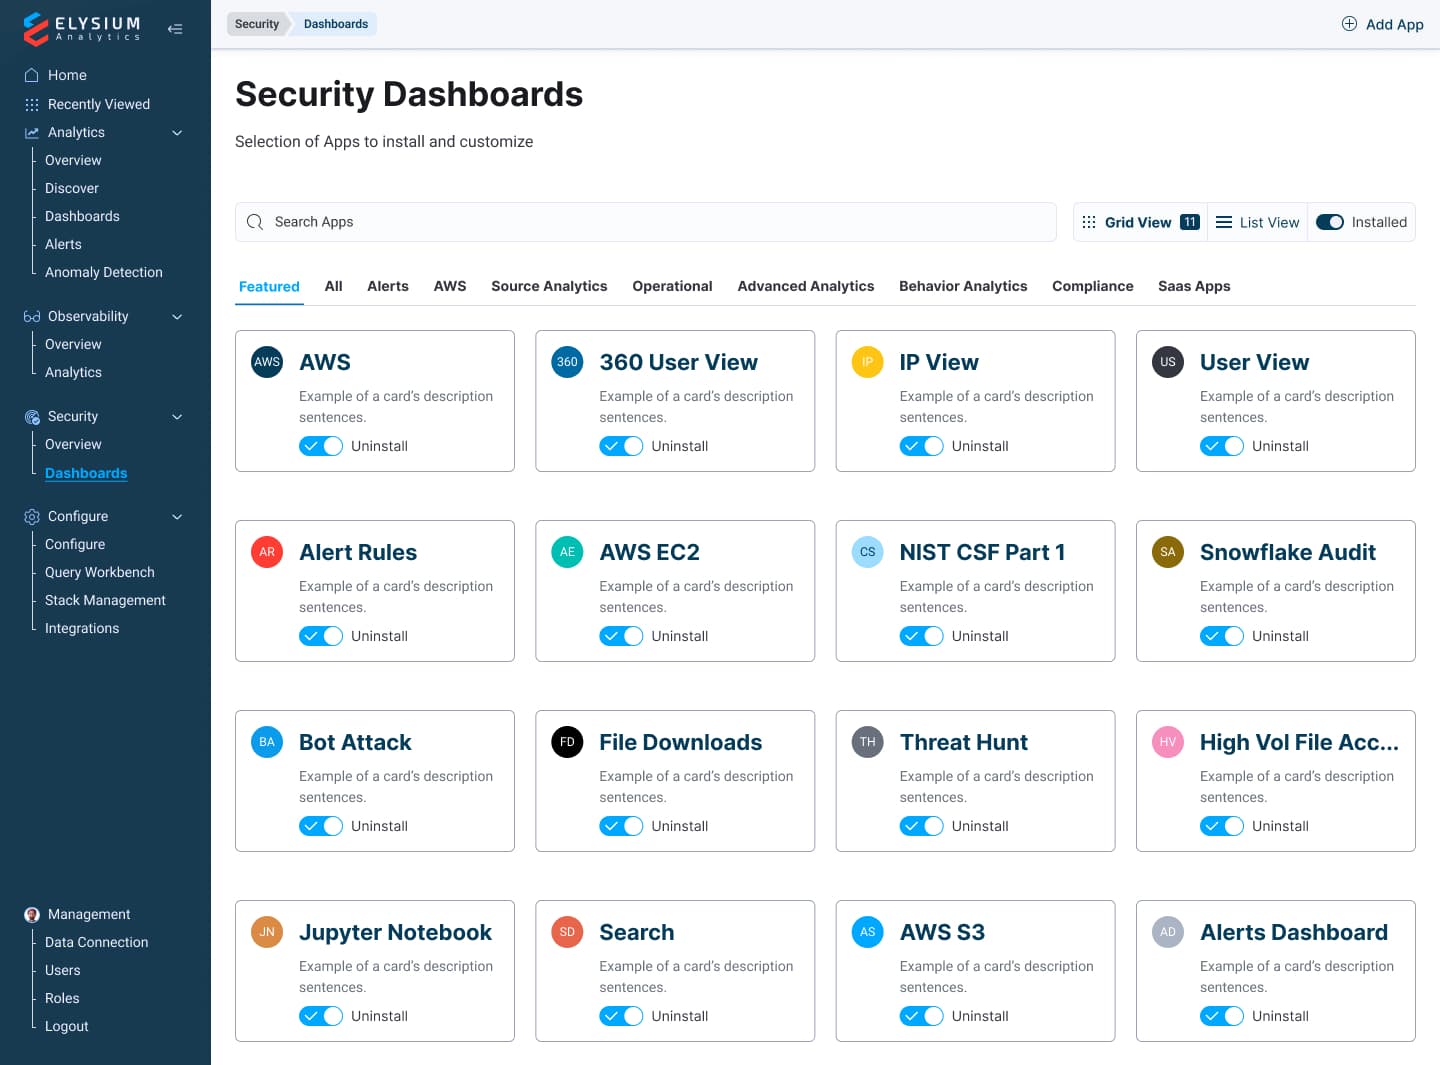 ELYSIUM
Analytics
Home
Recently Viewed
Analytics
Overview
Discover
Dashboards
Alerts
Anomaly Detection
Observability
Overview
Analytics
Security
Overview
Dashboards
Configure
Configure
Query Workbench
Stack Management
Integrations
Management
Data Connection
Users
Roles
Logout
Security Dashboards
Add App
Security Dashboards
Selection of Apps to install and customize
Search Apps
Grid View 11 List View Installed
Featured All Alerts AWS Source Analytics Operational Advanced Analytics Behavior Analytics Compliance Saas Apps
AWS AWS
Example of a card’s description
sentences.
Uninstall
360 360 User View
Example of a card’s description
sentences.
Uninstall
IP IP View
Example of a card’s description
sentences.
Uninstall
US User View
Example of a card’s description
sentences.
Uninstall
AR Alert Rules
Example of a card’s description
sentences.
Uninstall
AE AWS EC2
Example of a card’s description
sentences.
Uninstall
CS NIST CSF Part 1
Example of a card’s description
sentences.
Uninstall
SA Snowflake Audit
Example of a card’s description
sentences.
Uninstall
BA Bot Attack
Example of a card’s description
sentences.
Uninstall
FD File Downloads
Example of a card’s description
sentences.
Uninstall
TH Threat Hunt
Example of a card’s description
sentences.
Uninstall
HV High Vol File Acc...
Example of a card’s description
sentences.
Uninstall
JN Jupyter Notebook
Example of a card’s description
sentences.
Uninstall
SD Search
Example of a card’s description
sentences.
Uninstall
AS AWS S3
Example of a card’s description
sentences.
Uninstall
AD Alerts Dashboard
Example of a card’s description
sentences.
Uninstall